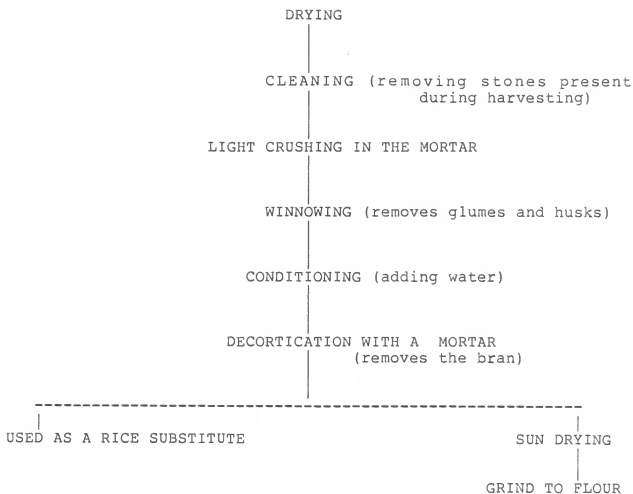 DRYING
CLEANING (removing stones present
during harvesting)
LIGHT CRUSHING IN THE MORTAR
WINNOWING (removes glumes and husks)
CONDITIONING (adding water)
DECORTICATION WITH A MORTAR
(removes the bran)
USED AS A RICE SUBSTITUTE
SUN DRYING
GRIND TO FLOUR